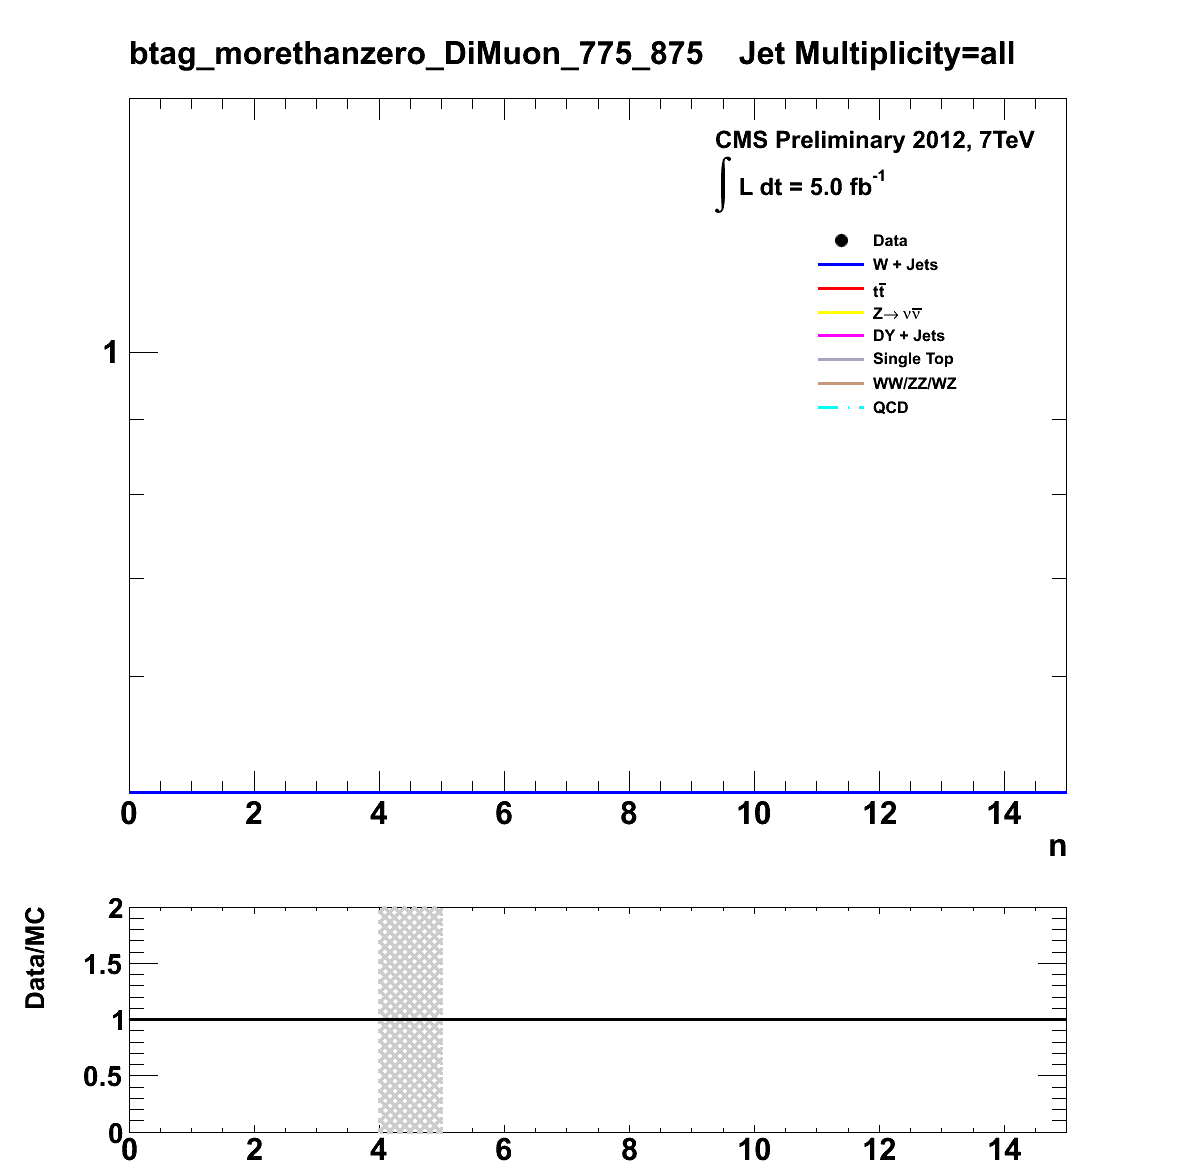 btag_morethanzero_DiMuon_775_875 Jet Multiplicity=all
CMS Preliminary 2012, 7TeV
∫ L dt = 5.0 fb⁻¹
Data
W + Jets
tt̅
Z→ νν̅
DY + Jets
Single Top
WW/ZZ/WZ
QCD
1
0 2 4 6 8 10 12 14
n
Data/MC
2
1.5
1
0.5
0
0 2 4 6 8 10 12 14